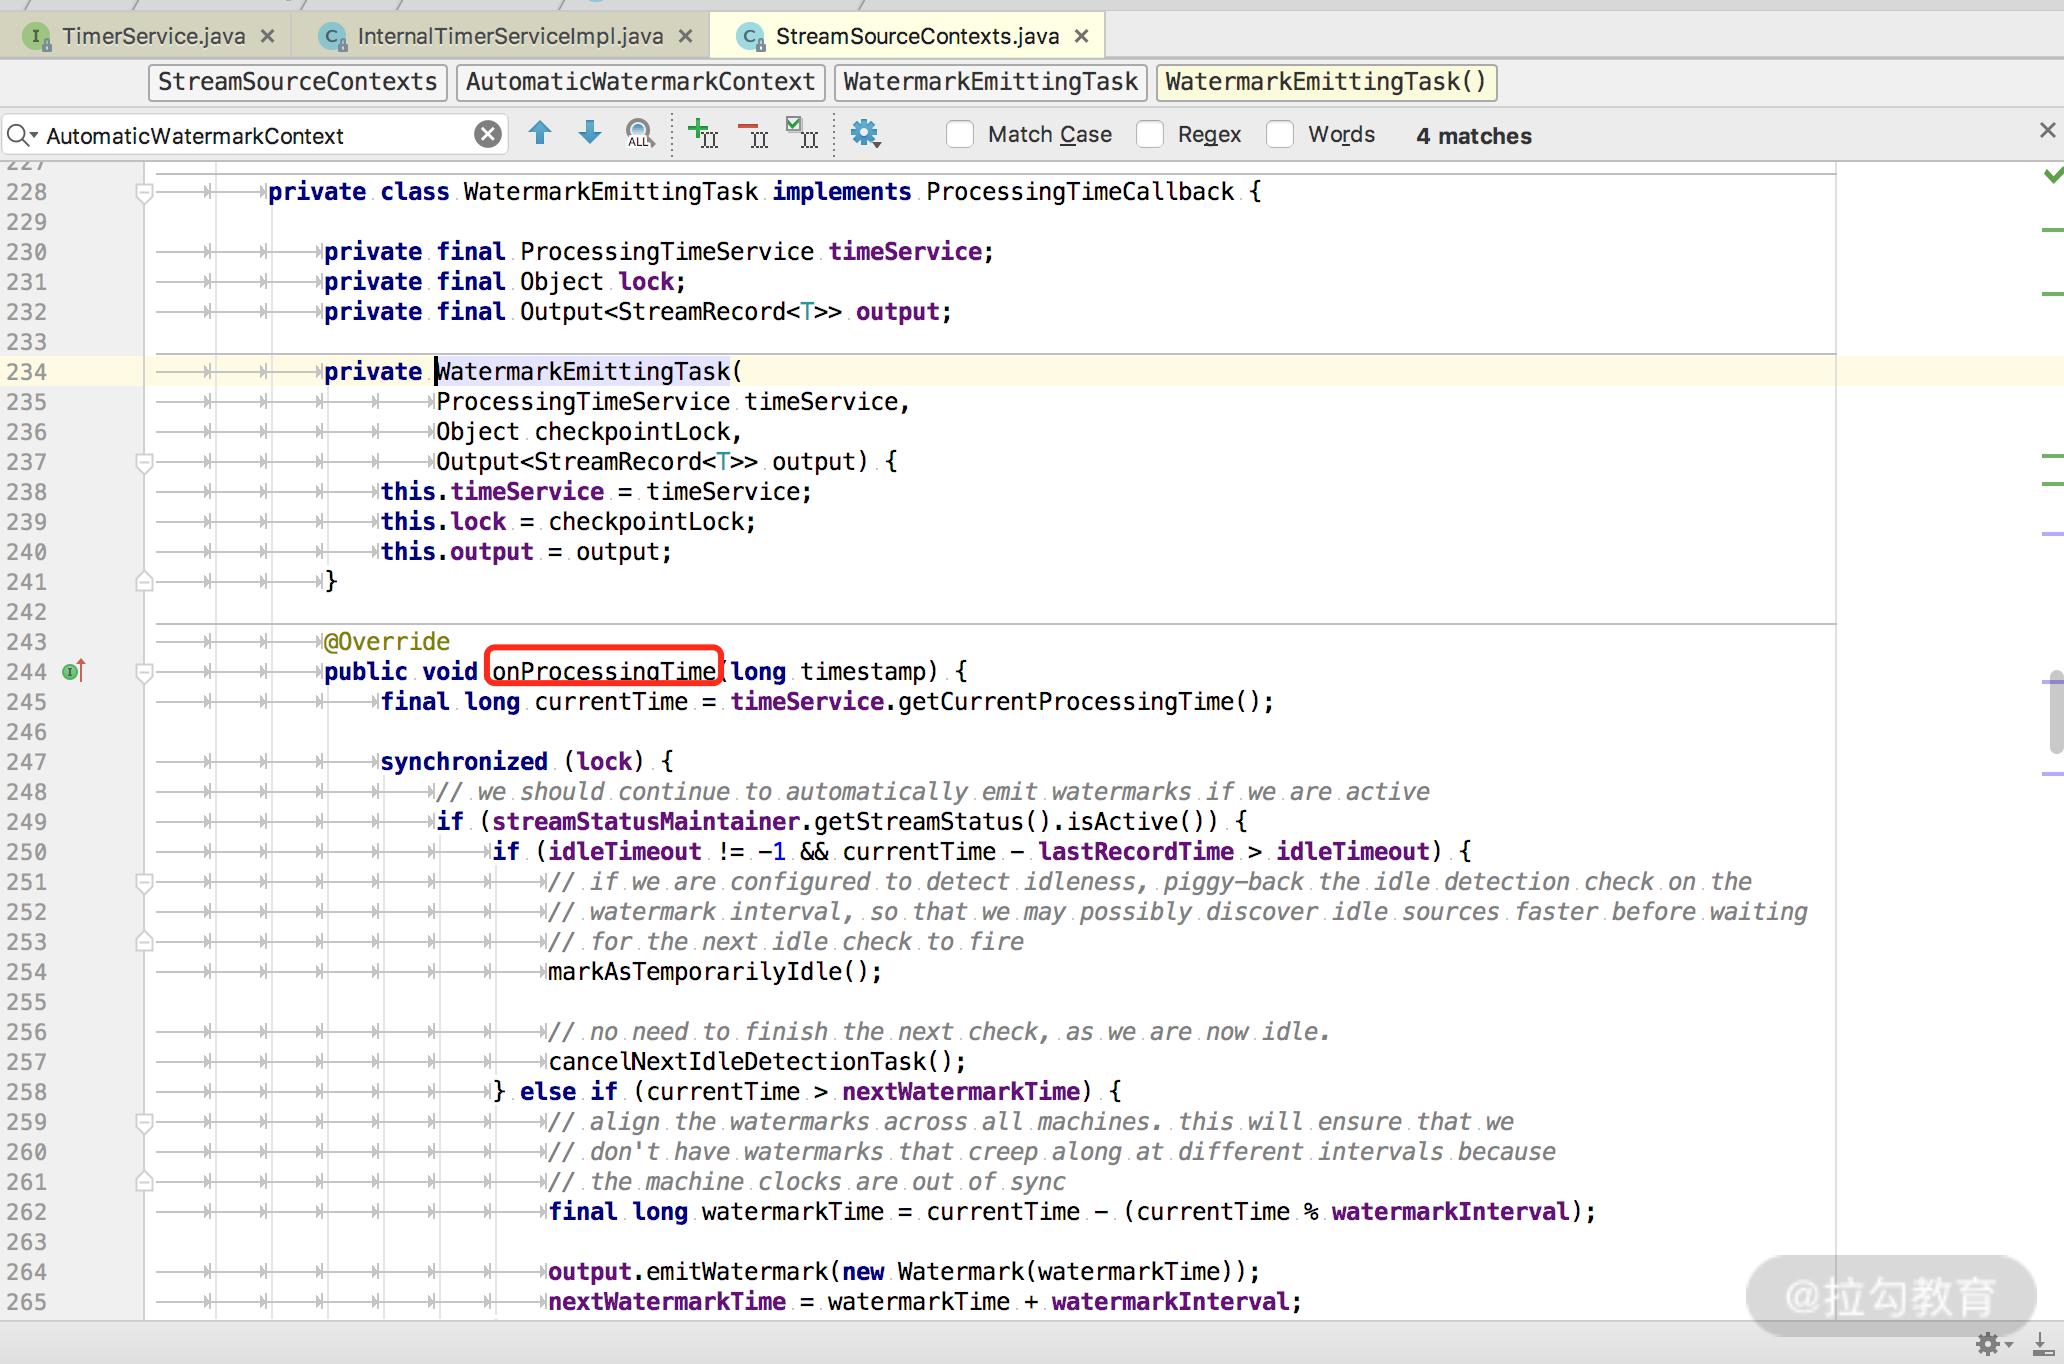 TimerService.java
InternalTimerServiceImpl.java
StreamSourceContexts.java
StreamSourceContexts
AutomaticWatermarkContext
WatermarkEmittingTask
WatermarkEmittingTask()
AutomaticWatermarkContext
ALL
Match Case
Regex
Words
4 matches
227
228 private class WatermarkEmittingTask implements ProcessingTimeCallback {
229
230 private final ProcessingTimeService timeService;
231 private final Object lock;
232 private final Output<StreamRecord<T>> output;
233
234 private WatermarkEmittingTask(
235 ProcessingTimeService timeService,
236 Object checkpointLock,
237 Output<StreamRecord<T>> output) {
238 this.timeService = timeService;
239 this.lock = checkpointLock;
240 this.output = output;
241 }
242
243 @Override
244 public void onProcessingTime(long timestamp) {
245 final long currentTime = timeService.getCurrentProcessingTime();
246
247 synchronized (lock) {
248 // we should continue to automatically emit watermarks if we are active
249 if (streamStatusMaintainer.getStreamStatus().isActive()) {
250 if (idleTimeout != -1 && currentTime - lastRecordTime > idleTimeout) {
251 // if we are configured to detect idleness, piggy-back the idle detection check on the
252 // watermark interval, so that we may possibly discover idle sources faster before waiting
253 // for the next idle check to fire
254 markAsTemporarilyIdle();
255
256 // no need to finish the next check, as we are now idle.
257 cancelNextIdleDetectionTask();
258 } else if (currentTime > nextWatermarkTime) {
259 // align the watermarks across all machines. this will ensure that we
260 // don't have watermarks that creep along at different intervals because
261 // the machine clocks are out of sync
262 final long watermarkTime = currentTime - (currentTime % watermarkInterval);
263
264 output.emitWatermark(new Watermark(watermarkTime));
265 nextWatermarkTime = watermarkTime + watermarkInterval;
@拉勾教育